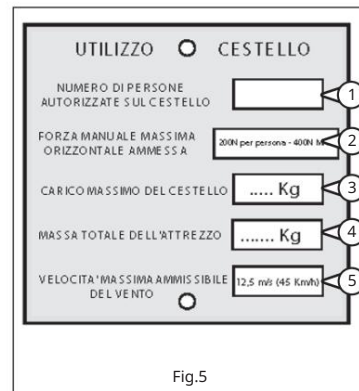 UTILIZZO CESTELLO
NUMERO DI PERSONE
AUTORIZZATE SUL CESTELLO
1
FORZA MANUALE MASSIMA
ORIZZONTALE AMMESSA
200N per persona - 400N
2
CARICO MASSIMO DEL CESTELLO
..... Kg
3
MASSA TOTALE DELL'ATTREZZO
....... Kg
4
VELOCITA' MASSIMA AMMISSIBILE
DEL VENTO
12,5 m/s (45 Km/h)
5
Fig.5